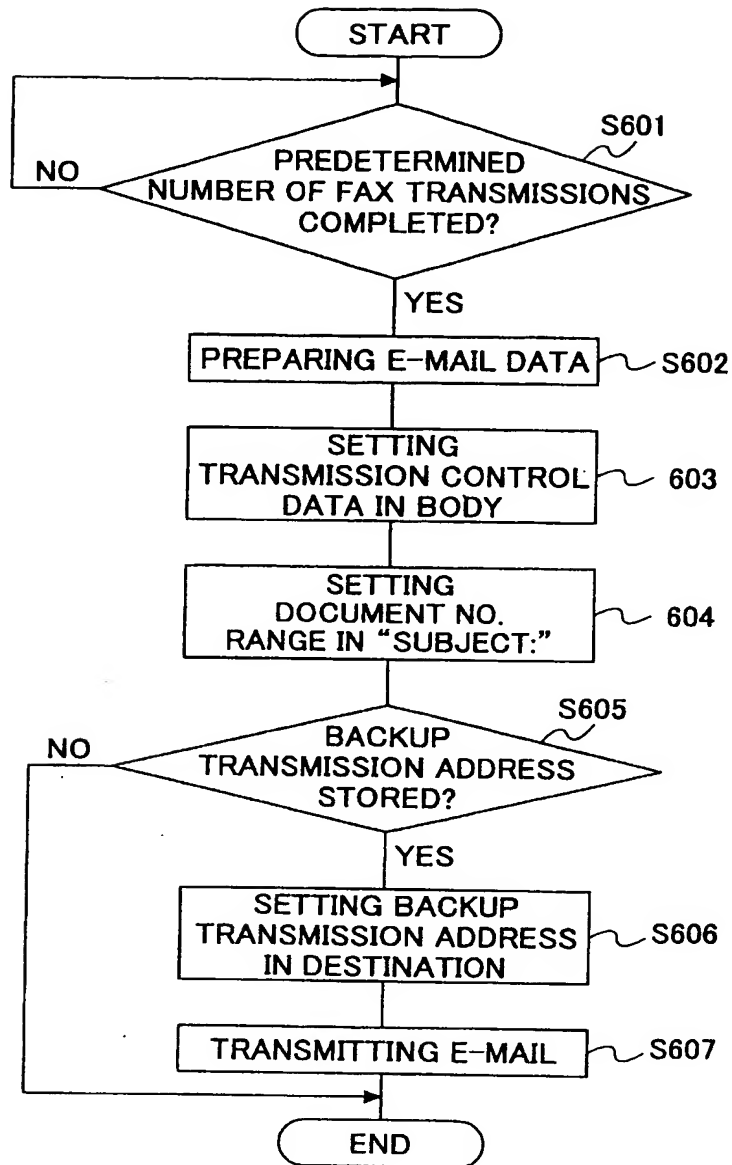 START
S601
NO
PREDETERMINED
NUMBER OF FAX TRANSMISSIONS
COMPLETED?
YES
PREPARING E-MAIL DATA
S602
SETTING
TRANSMISSION CONTROL
DATA IN BODY
603
SETTING
DOCUMENT NO.
RANGE IN "SUBJECT:"
604
S605
NO
BACKUP
TRANSMISSION ADDRESS
STORED?
YES
SETTING BACKUP
TRANSMISSION ADDRESS
IN DESTINATION
S606
TRANSMITTING E-MAIL
S607
END